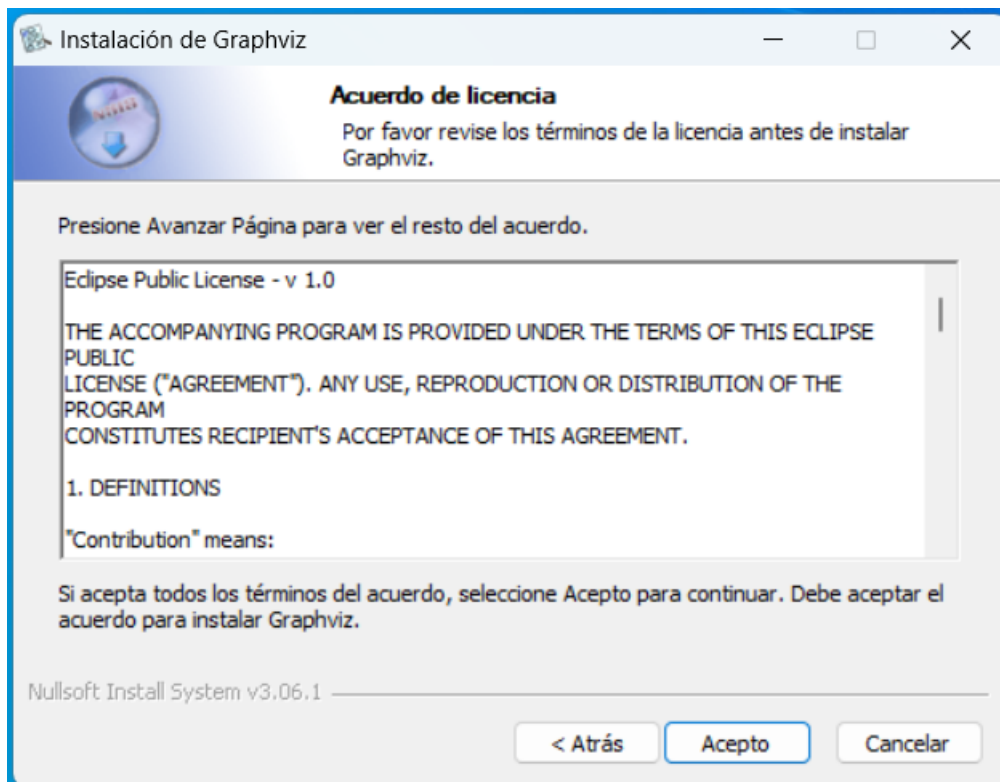 Instalación de Graphviz
Acuerdo de licencia
Por favor revise los términos de la licencia antes de instalar
Graphviz.
Presione Avanzar Página para ver el resto del acuerdo.
Eclipse Public License - v 1.0
THE ACCOMPANYING PROGRAM IS PROVIDED UNDER THE TERMS OF THIS ECLIPSE
PUBLIC
LICENSE ("AGREEMENT"). ANY USE, REPRODUCTION OR DISTRIBUTION OF THE
PROGRAM
CONSTITUTES RECIPIENT'S ACCEPTANCE OF THIS AGREEMENT.
1. DEFINITIONS
"Contribution" means:
Si acepta todos los términos del acuerdo, seleccione Acepto para continuar. Debe aceptar el
acuerdo para instalar Graphviz.
Nullsoft Install System v3.06.1
< Atrás
Acepto
Cancelar